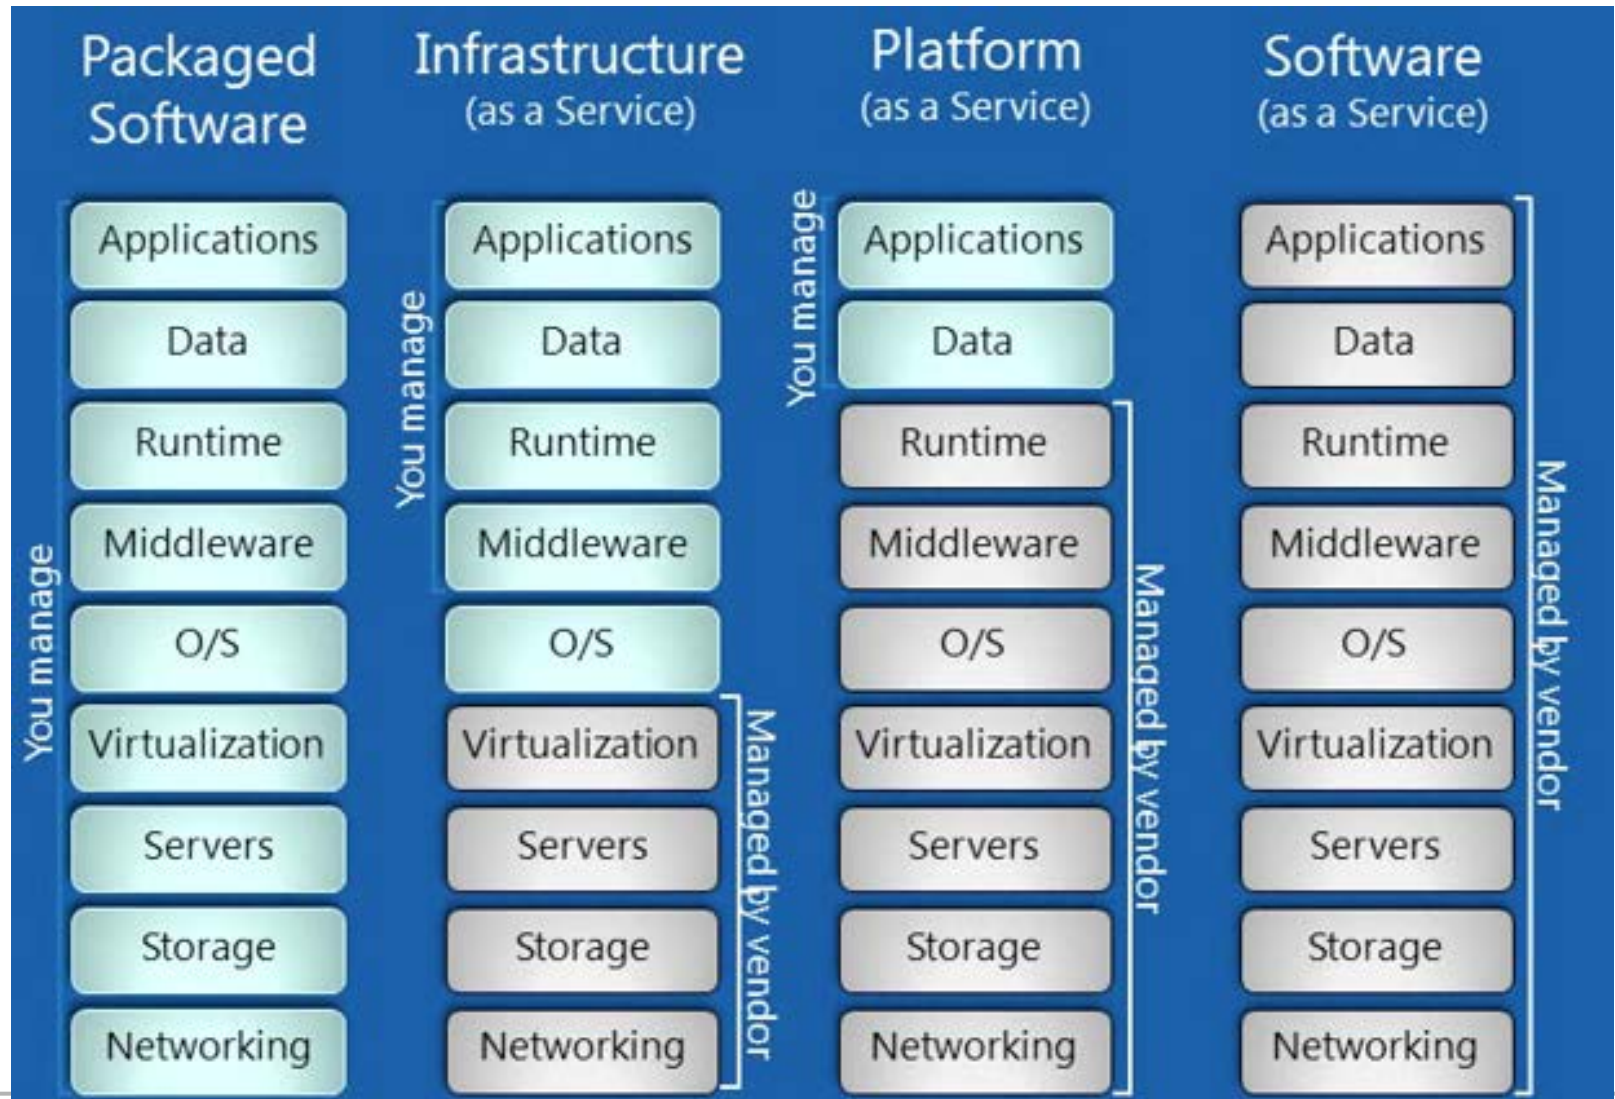 Packaged
Software
You manage
Applications
Data
Runtime
Middleware
O/S
Virtualization
Servers
Storage
Networking
Infrastructure
(as a Service)
You manage
Applications
Data
Runtime
Middleware
O/S
Virtualization
Servers
Storage
Networking
Managed by vendor
Platform
(as a Service)
You manage
Applications
Data
Runtime
Middleware
O/S
Virtualization
Servers
Storage
Networking
Managed by vendor
Software
(as a Service)
Applications
Data
Runtime
Middleware
O/S
Virtualization
Servers
Storage
Networking
Managed by vendor